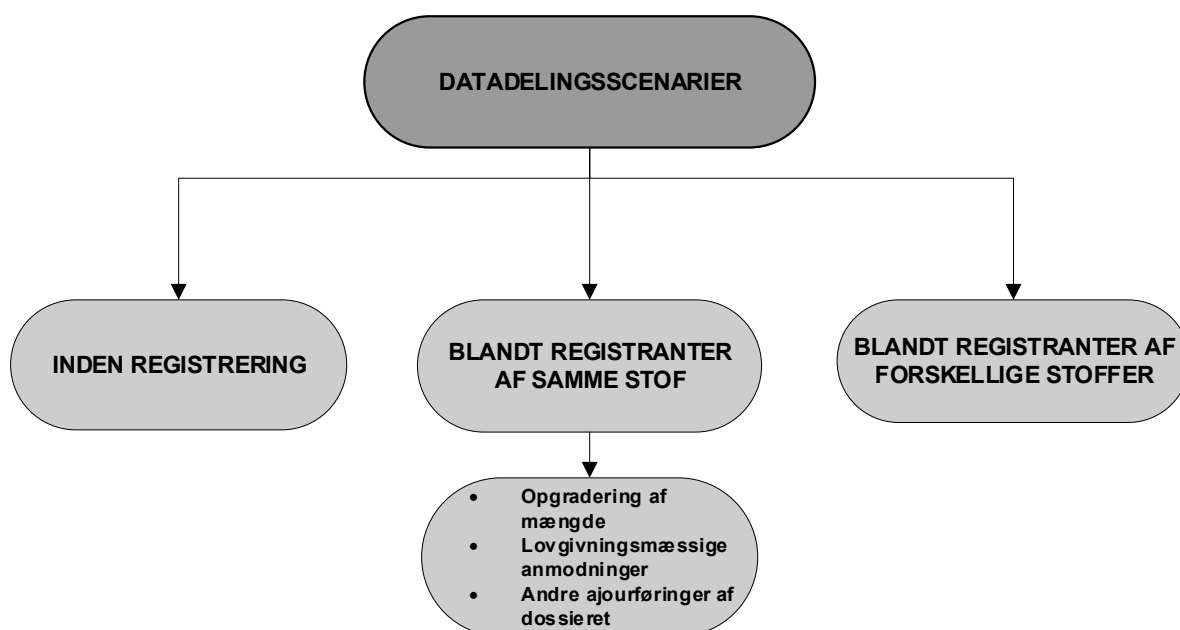 DATADELINGSSCENARIER
INDEN REGISTRERING
BLANDT REGISTRANTER
AF SAMME STOF
BLANDT REGISTRANTER AF
FORSKELLIGE STOFFER
• Opgradering af
mængde
• Lovgivningsmæssige
anmodninger
• Andre ajourføringer af
dossieret